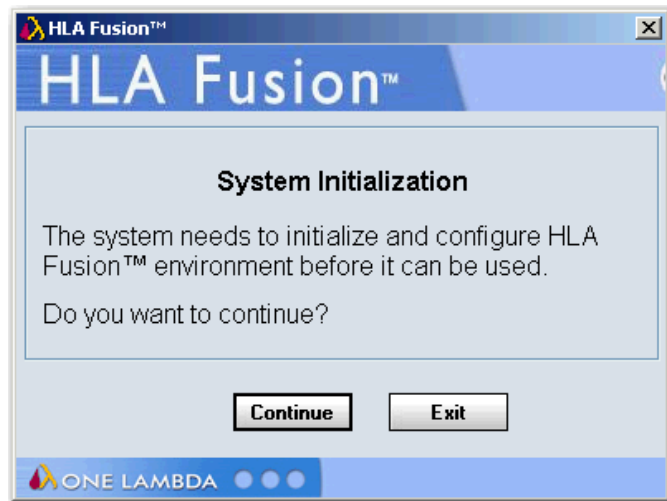 HLA Fusion™
HLA Fusion™
System Initialization
The system needs to initialize and configure HLA
Fusion™ environment before it can be used.
Do you want to continue?
Continue
Exit
ONE LAMBDA